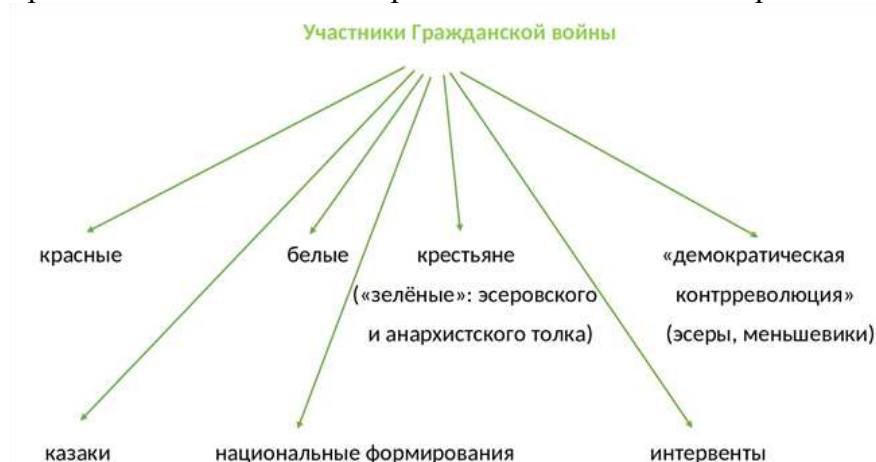 Участники Гражданской войны
красные
белые
крестьяне
(«зелёные»: эсеровского
и анархистского толка)
«демократическая
контрреволюция»
(эсеры, меньшевики)
казаки
национальные формирования
интервенты